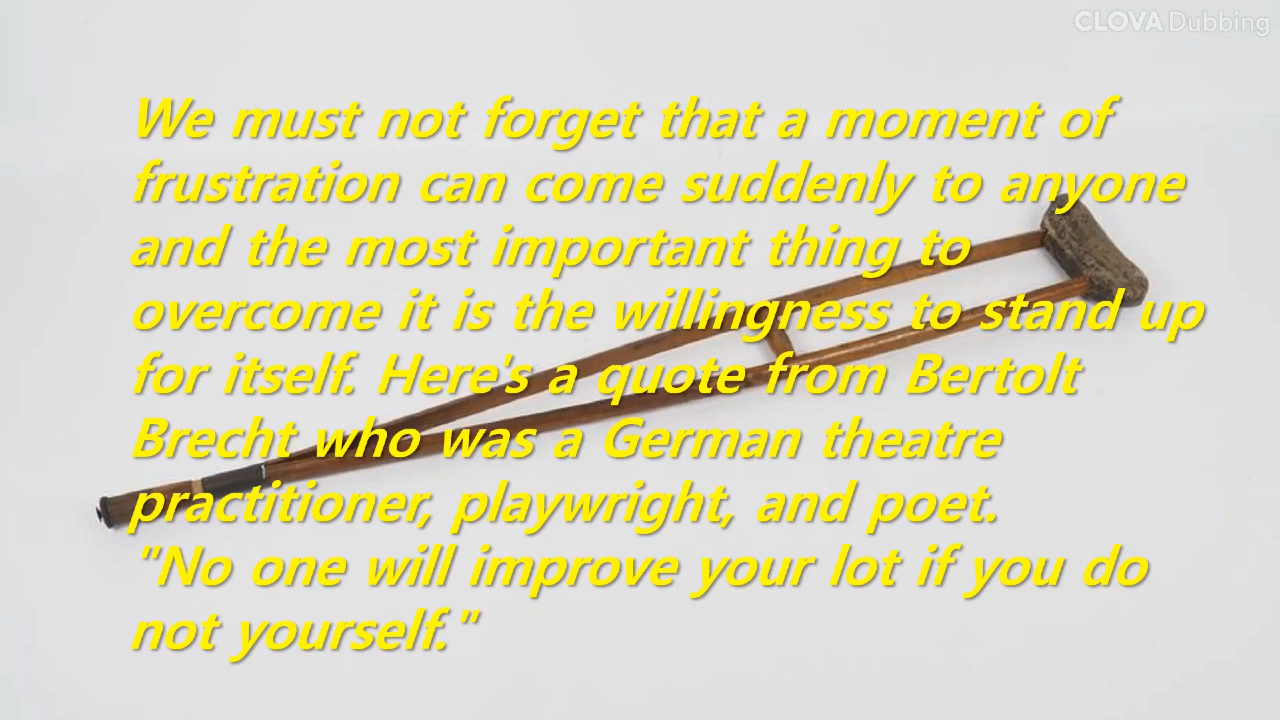 CLOVA Dubbing
We must not forget that a moment of
frustration can come suddenly to anyone
and the most important thing to
overcome it is the willingness to stand up
for itself. Here's a quote from Bertolt
Brecht who was a German theatre
practitioner, playwright, and poet.
"No one will improve your lot if you do
not yourself."